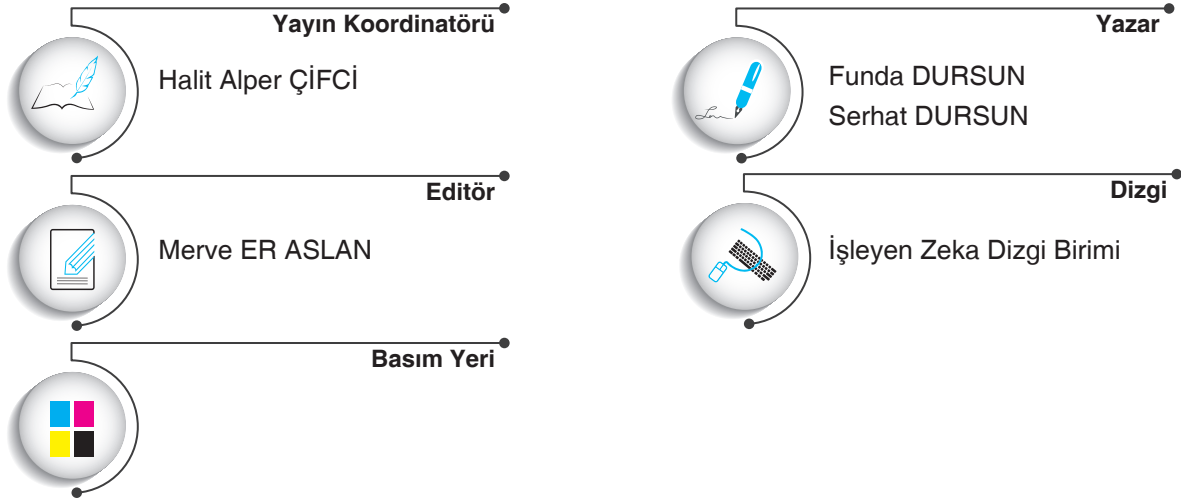 Yayın Koordinatörü
Halit Alper ÇİFCİ
Yazar
Funda DURSUN
Serhat DURSUN
Editör
Merve ER ASLAN
Dizgi
İşleyen Zeka Dizgi Birimi
Basım Yeri